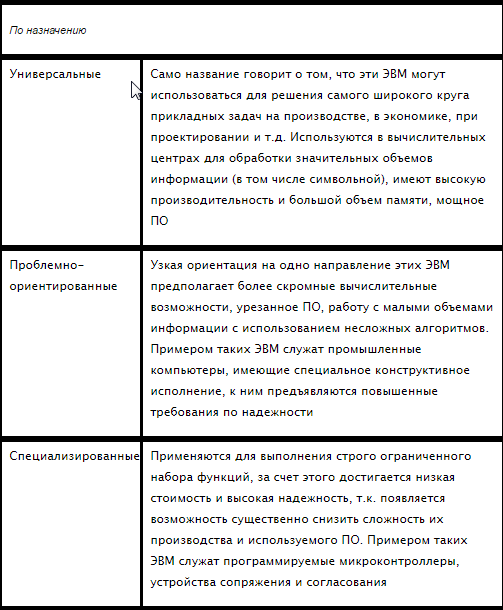 По назначению
Универсальные
Само название говорит о том, что эти ЭВМ могут
использоваться для решения самого широкого круга
прикладных задач на производстве, в экономике, при
проектировании и т.д. Используются в вычислительных
центрах для обработки значительных объемов
информации (в том числе символьной), имеют высокую
производительность и большой объем памяти, мощное
ПО
Проблемно-
ориентированные
Узкая ориентация на одно направление этих ЭВМ
предполагает более скромные вычислительные
возможности, урезанное ПО, работу с малыми объемами
информации с использованием несложных алгоритмов.
Примером таких ЭВМ служат промышленные
компьютеры, имеющие специальное конструктивное
исполнение, к ним предъявляются повышенные
требования по надежности
Специализированные
Применяются для выполнения строго ограниченного
набора функций, за счет этого достигается низкая
стоимость и высокая надежность, т.к. появляется
возможность существенно снизить сложность их
производства и используемого ПО. Примером таких
ЭВМ служат программируемые микроконтроллеры,
устройства сопряжения и согласования